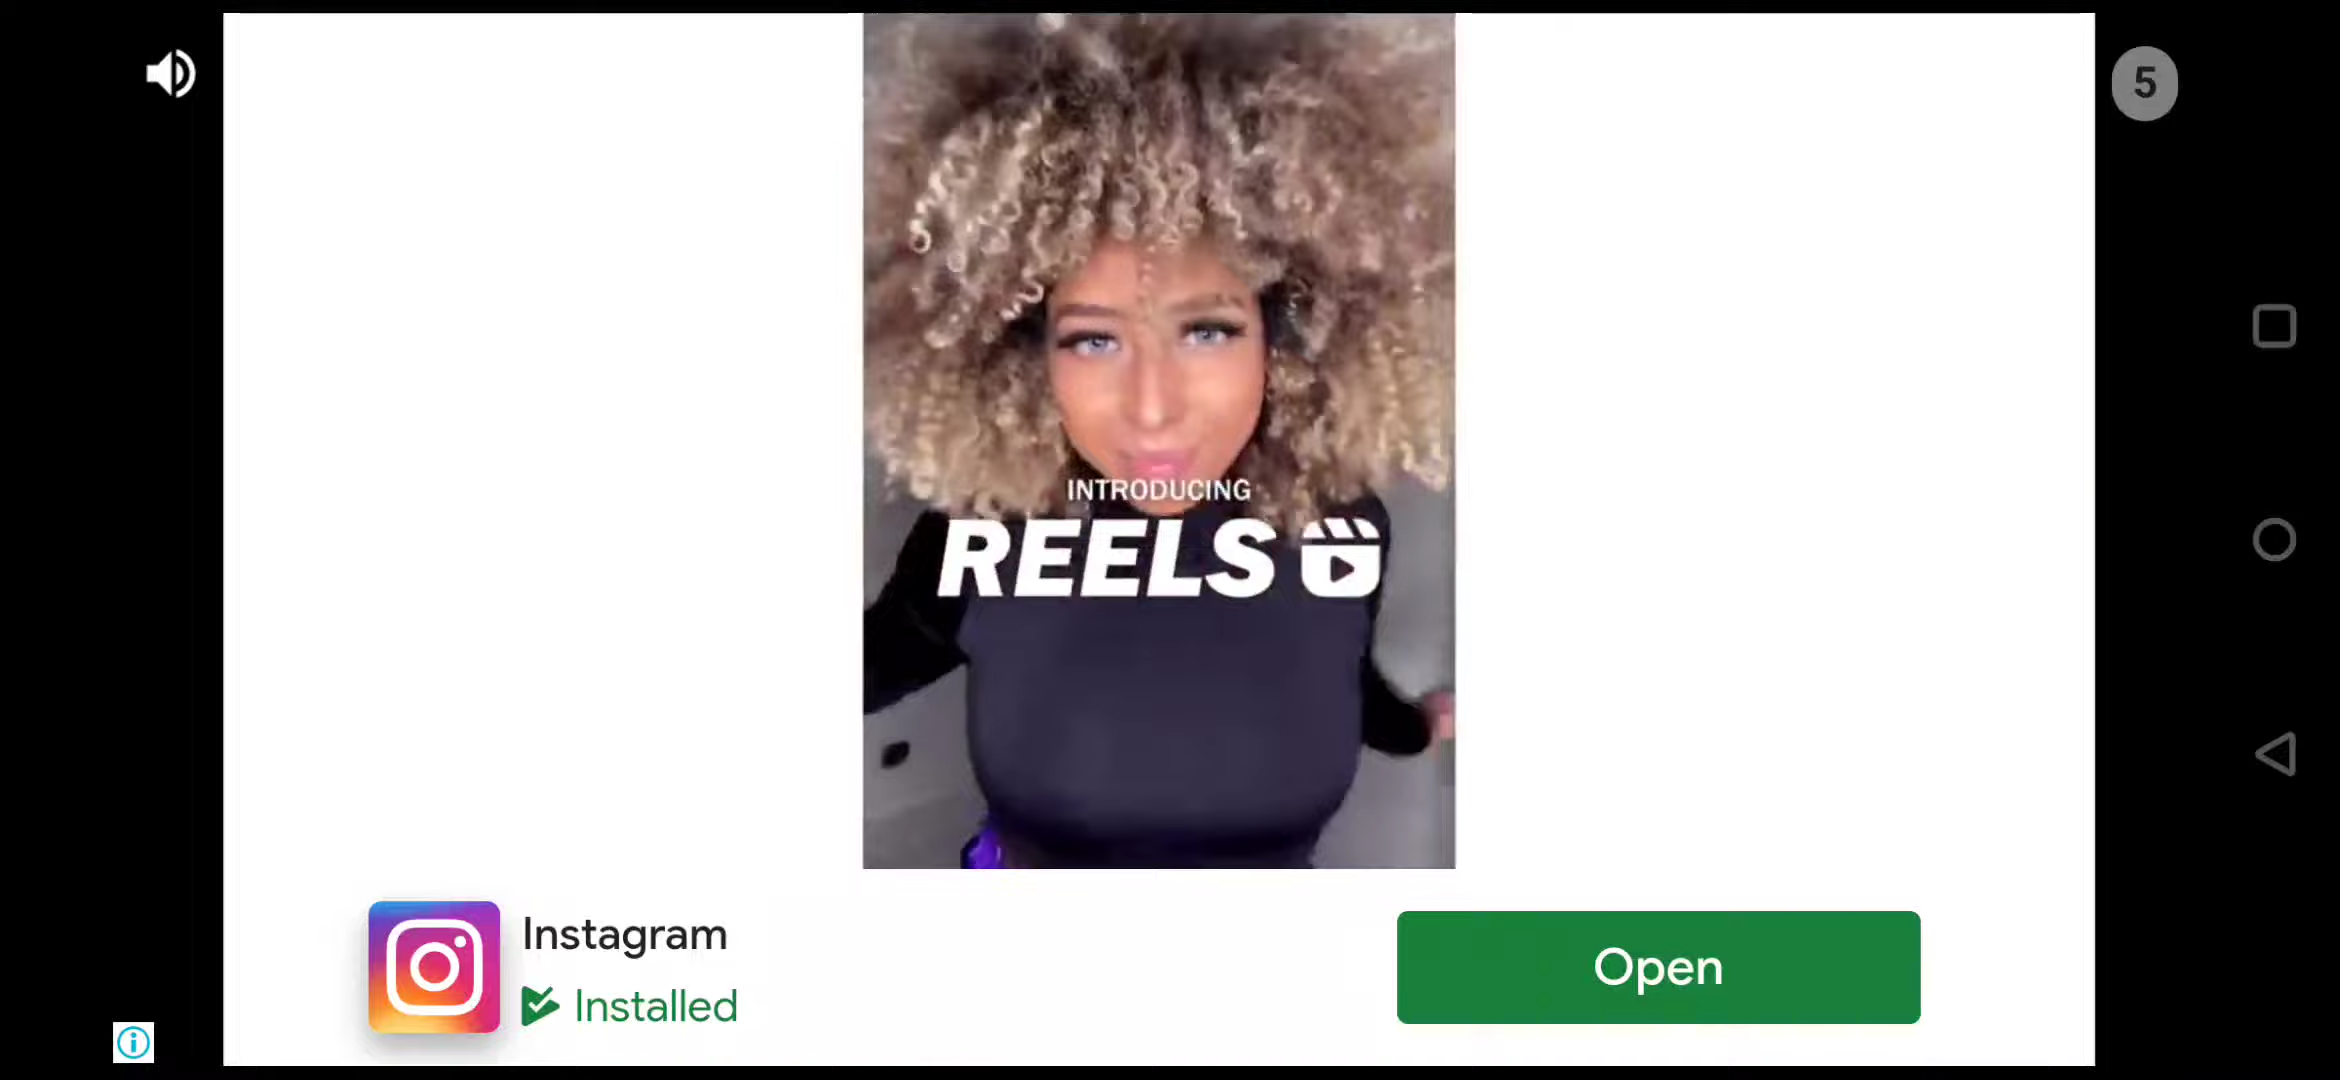 5
INTRODUCING
REELS
Instagram
Installed
Open